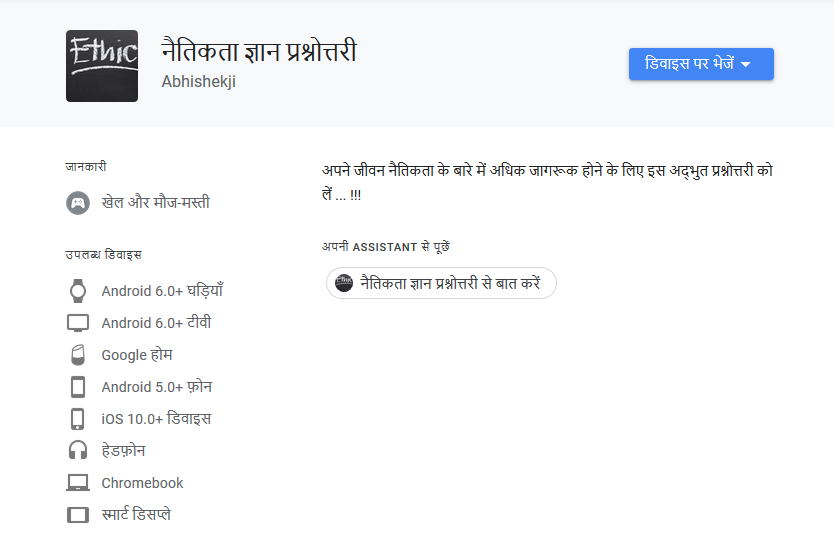 Ethic
नैतिकता ज्ञान प्रश्नोत्तरी
Abhishekji
डिवाइस पर भेजें
जानकारी
खेल और मौज-मस्ती
उपलब्ध डिवाइस
Android 6.0+ घड़ियाँ
Android 6.0+ टीवी
Google होम
Android 5.0+ फ़ोन
iOS 10.0+ डिवाइस
हेडफ़ोन
Chromebook
स्मार्ट डिसप्ले
अपने जीवन नैतिकता के बारे में अधिक जागरूक होने के लिए इस अद्भुत प्रश्नोत्तरी को
लें ... !!!
अपनी ASSISTANT से पूछें
Ethic
नैतिकता ज्ञान प्रश्नोत्तरी से बात करें